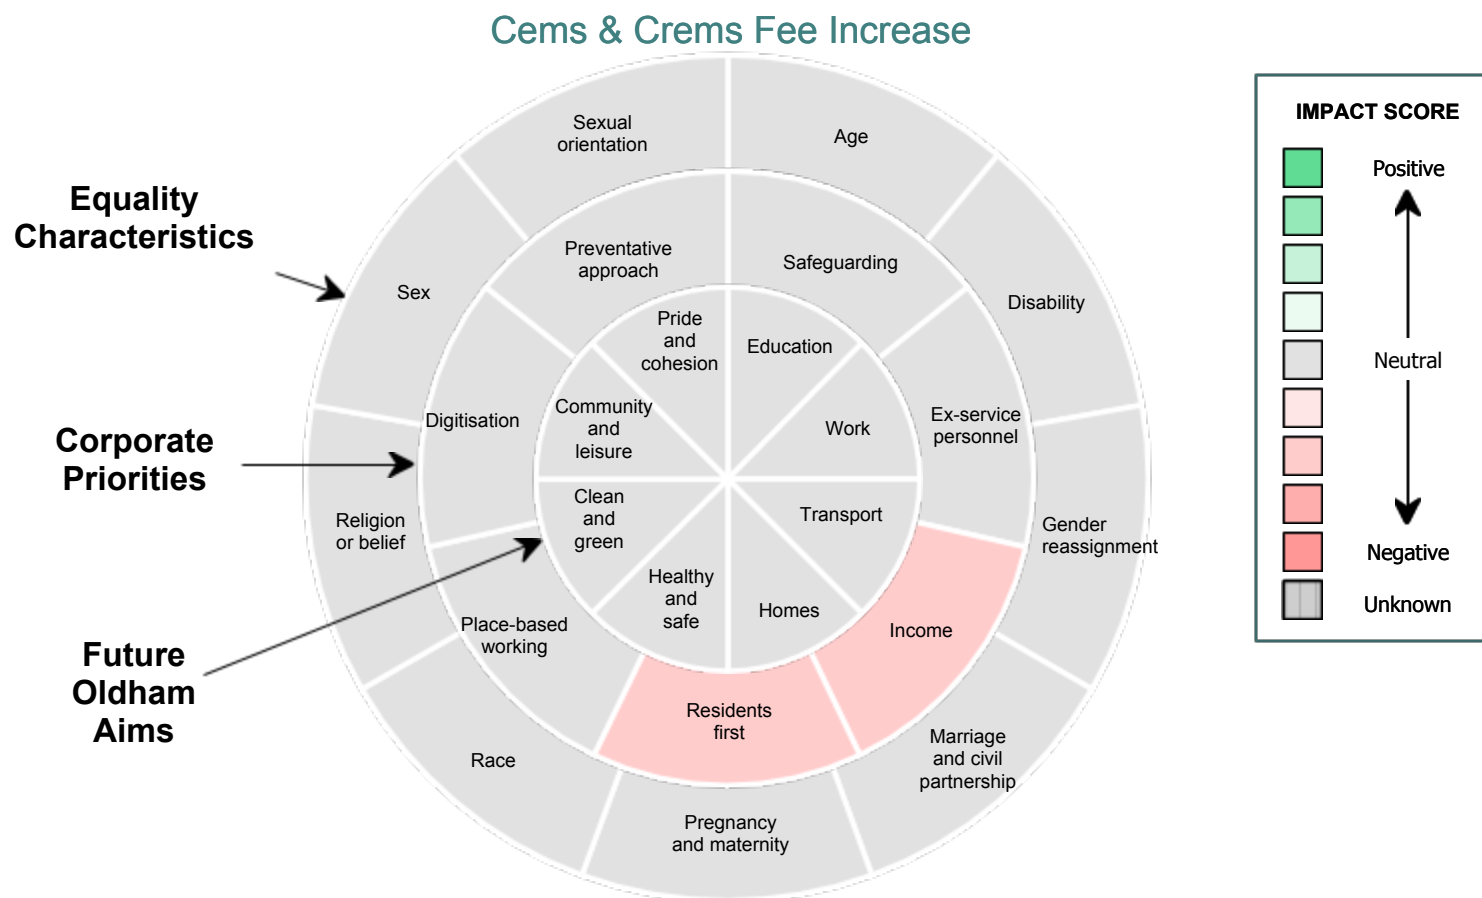 Cems & Crems Fee Increase
Equality
Characteristics
Corporate
Priorities
Future
Oldham
Aims
Sexual
orientation
Age
Sex
Disability
Religion
or belief
Gender
reassignment
Race
Marriage
and civil
partnership
Pregnancy
and maternity
Preventative
approach
Safeguarding
Digitisation
Ex-service
personnel
Place-based
working
Income
Residents
first
Pride
and
cohesion
Education
Community
and
leisure
Work
Clean
and
green
Transport
Healthy
and
safe
Homes
IMPACT SCORE
Positive
Neutral
Negative
Unknown